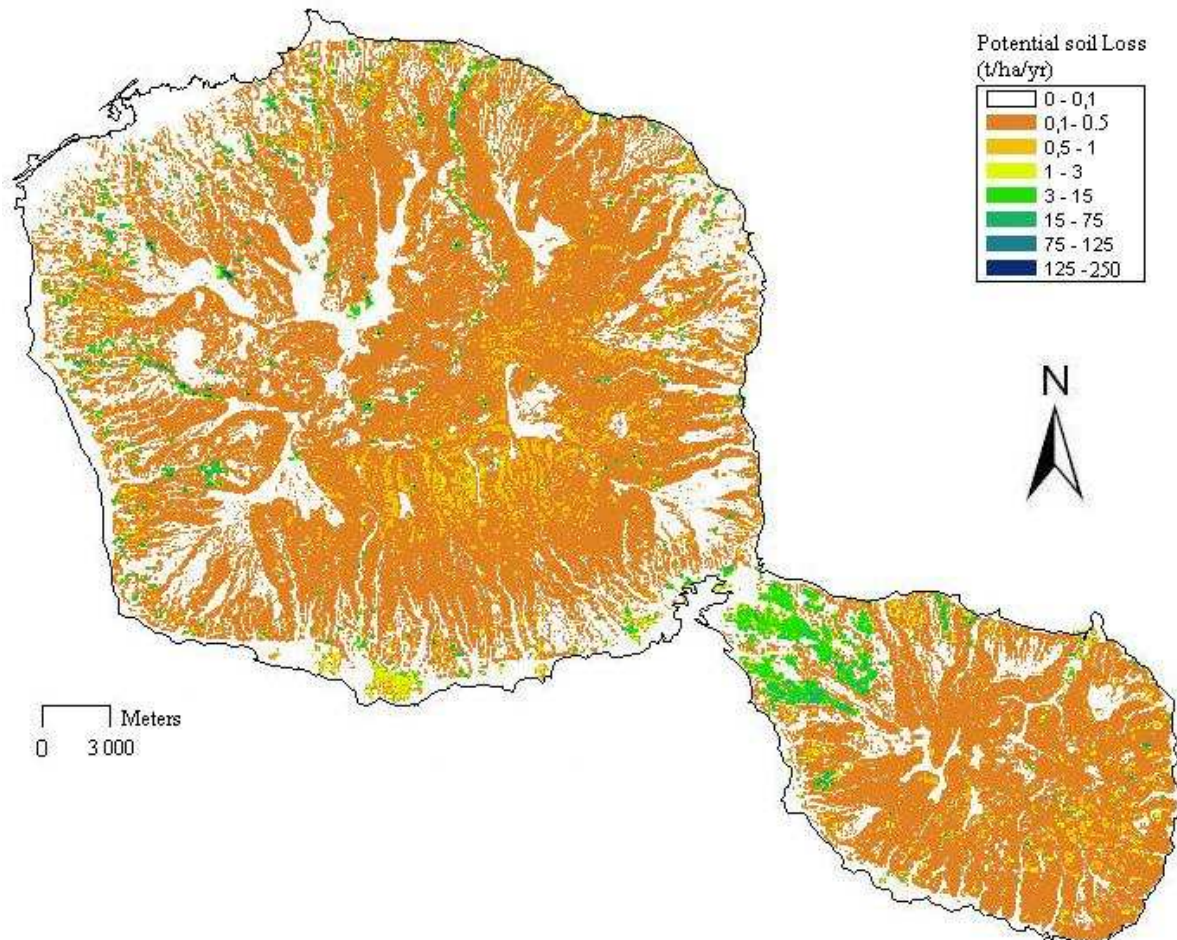 Potential soil Loss
(t/ha/yr)
0 - 0,1
0,1 - 0.5
0,5 - 1
1 - 3
3 - 15
15 - 75
75 - 125
125 - 250
N
Meters
0 3 000